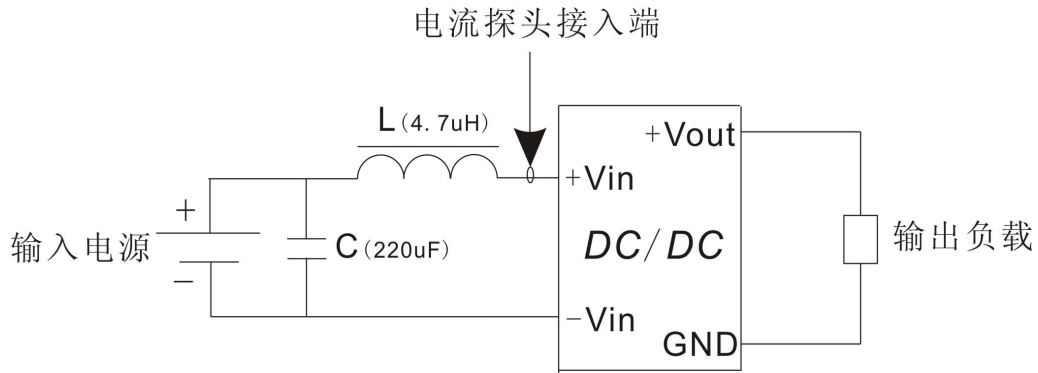 电流探头接入端
L(4.7uH)
+Vout
+Vin
+
输入电源
C(220uF)
DC/DC
输出负载
−
−Vin
GND